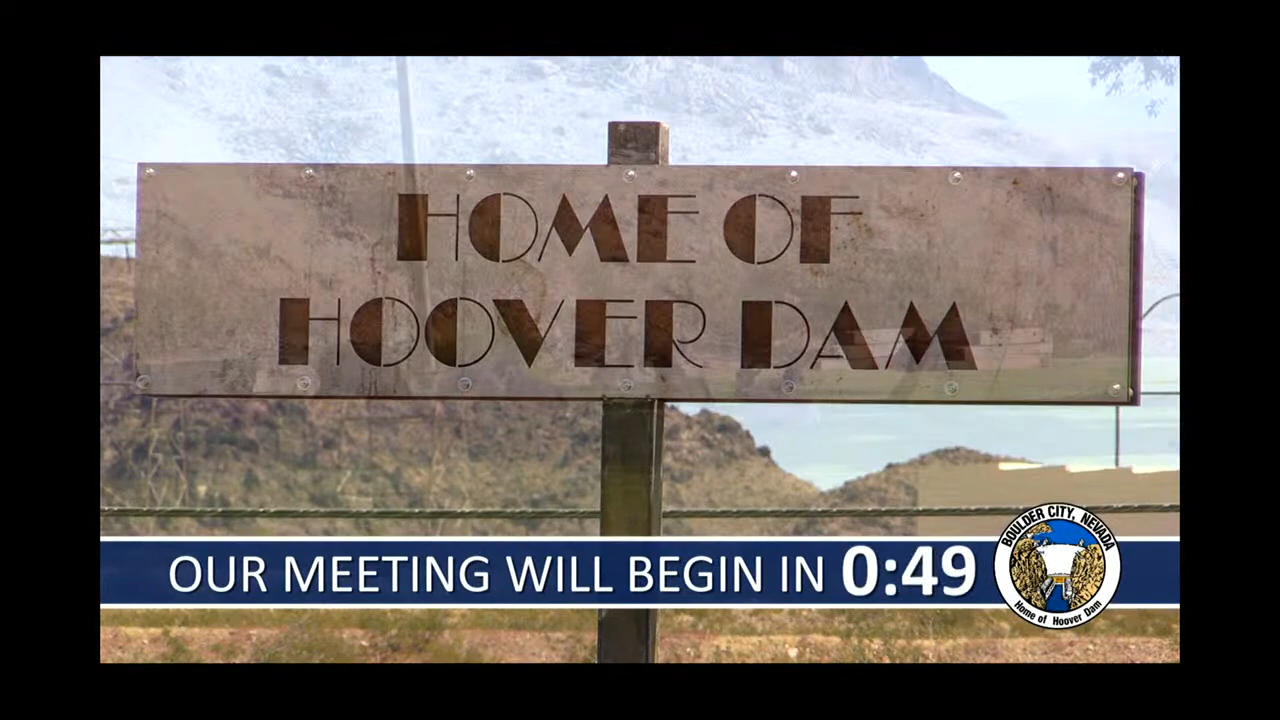 HOME OF
HOOVER DAM
OUR MEETING WILL BEGIN IN 0:49
BOULDER CITY, NEVADA
Home of Hoover Dam